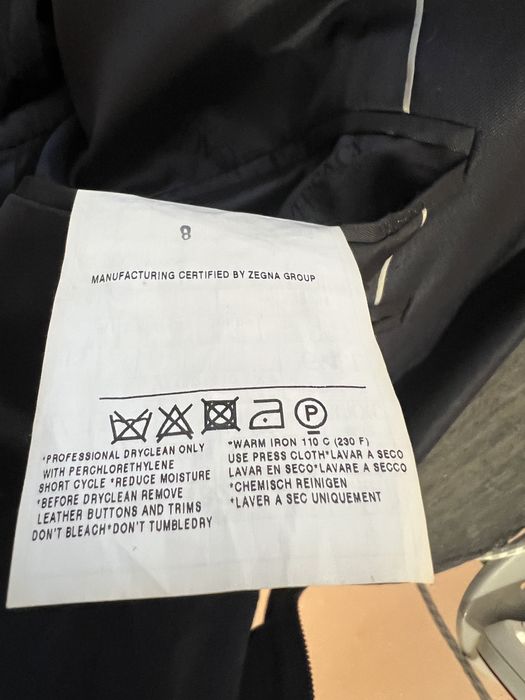 8
MANUFACTURING CERTIFIED BY ZEGNA GROUP
P
*PROFESSIONAL DRYCLEAN ONLY
WITH PERCHLORETHYLENE
SHORT CYCLE *REDUCE MOISTURE
*BEFORE DRYCLEAN REMOVE
LEATHER BUTTONS AND TRIMS
DON'T BLEACH*DON'T TUMBLEDRY
*WARM IRON 110 C (230 F)
USE PRESS CLOTH*LAVAR A SECO
LAVAR EN SECO*LAVARE A SECCO
*CHEMISCH REINIGEN
*LAVER A SEC UNIQUEMENT